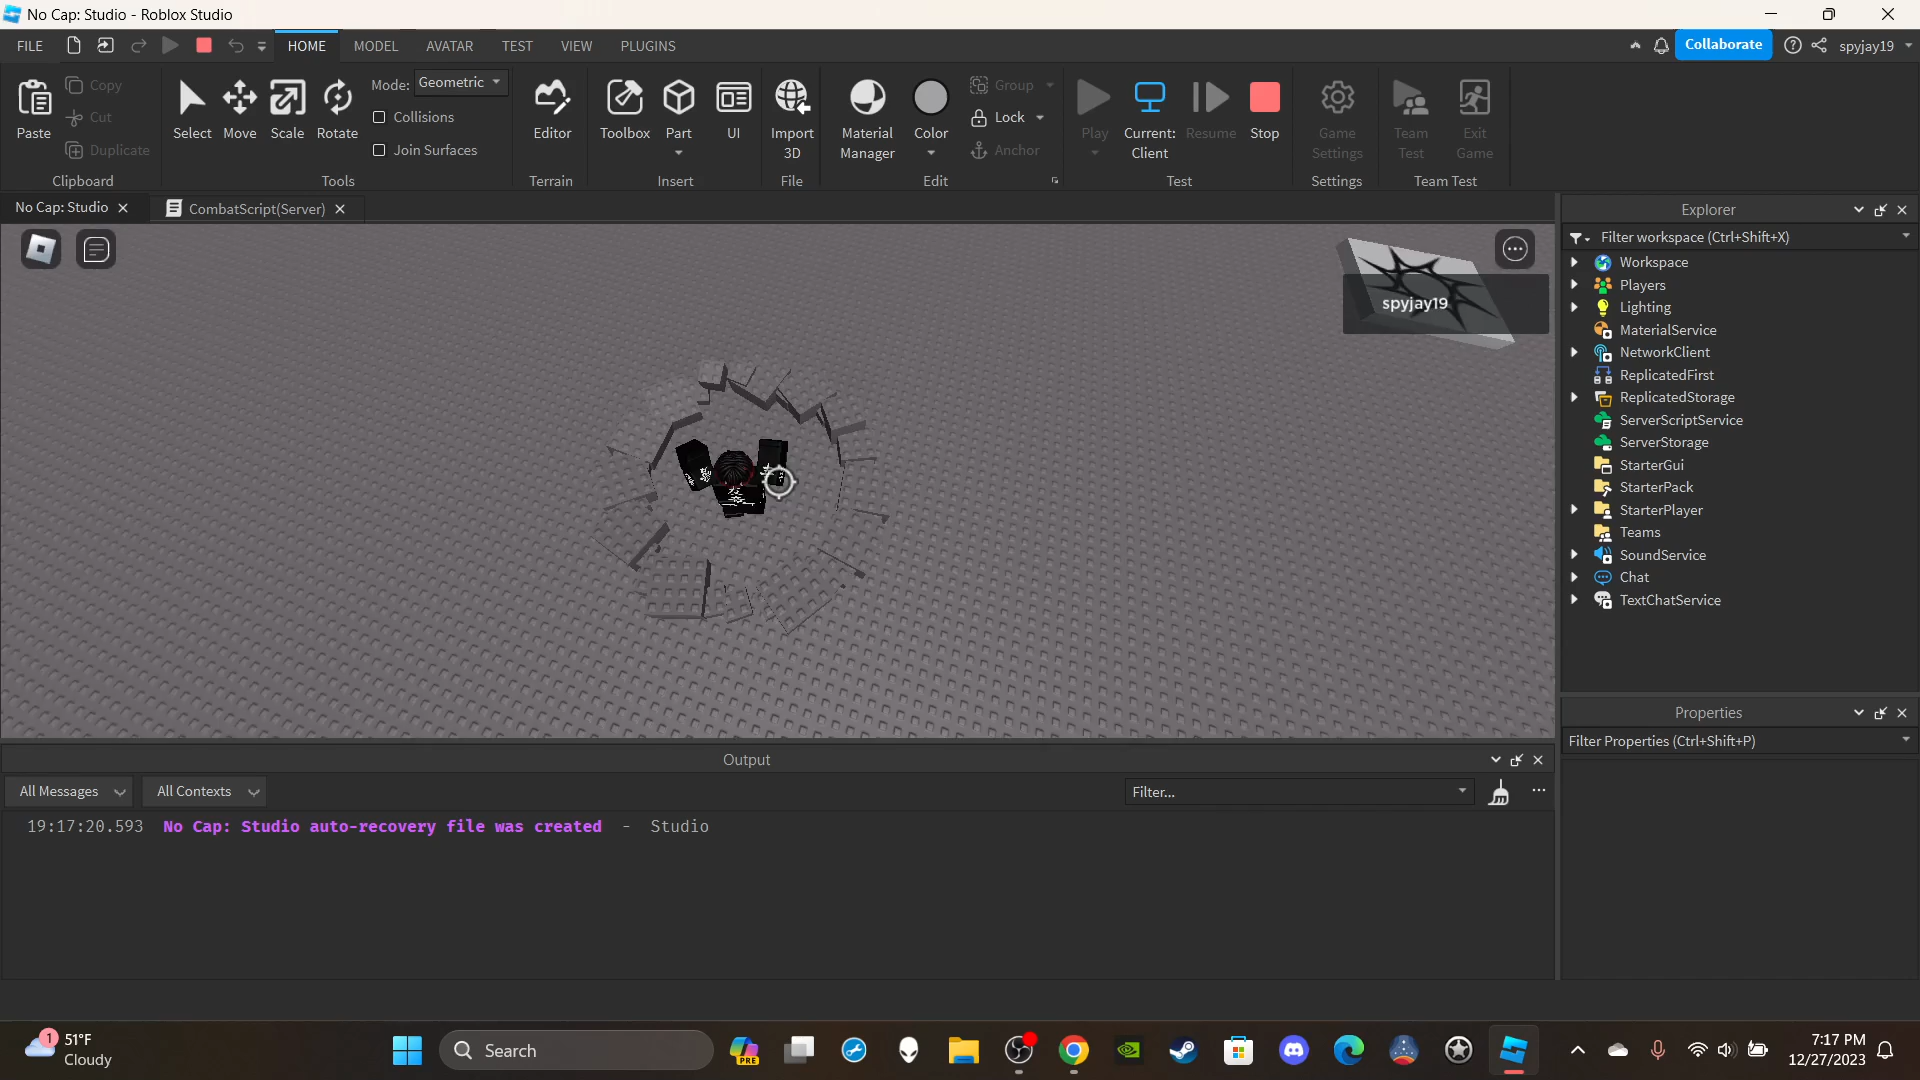 No Cap: Studio - Roblox Studio
FILE
HOME
MODEL
AVATAR
TEST
VIEW
PLUGINS
Collaborate
spyjay19
Paste
Copy
Cut
Duplicate
Clipboard
Select
Move
Scale
Rotate
Mode: Geometric
Collisions
Join Surfaces
Tools
Editor
Terrain
Toolbox
Part
UI
Insert
Import
3D
File
Material
Manager
Color
Group
Lock
Anchor
Edit
Play
Current:
Client
Resume
Stop
Test
Game
Settings
Settings
Team
Test
Exit
Game
Team Test
No Cap: Studio
CombatScript(Server)
spyjay19
Explorer
Filter workspace (Ctrl+Shift+X)
Workspace
Players
Lighting
MaterialService
NetworkClient
ReplicatedFirst
ReplicatedStorage
ServerScriptService
ServerStorage
StarterGui
StarterPack
StarterPlayer
Teams
SoundService
Chat
TextChatService
Properties
Filter Properties (Ctrl+Shift+P)
Output
All Messages
All Contexts
Filter...
19:17:20.593 No Cap: Studio auto-recovery file was created - Studio
1
51°F
Cloudy
Search
PRE
7:17 PM
12/27/2023